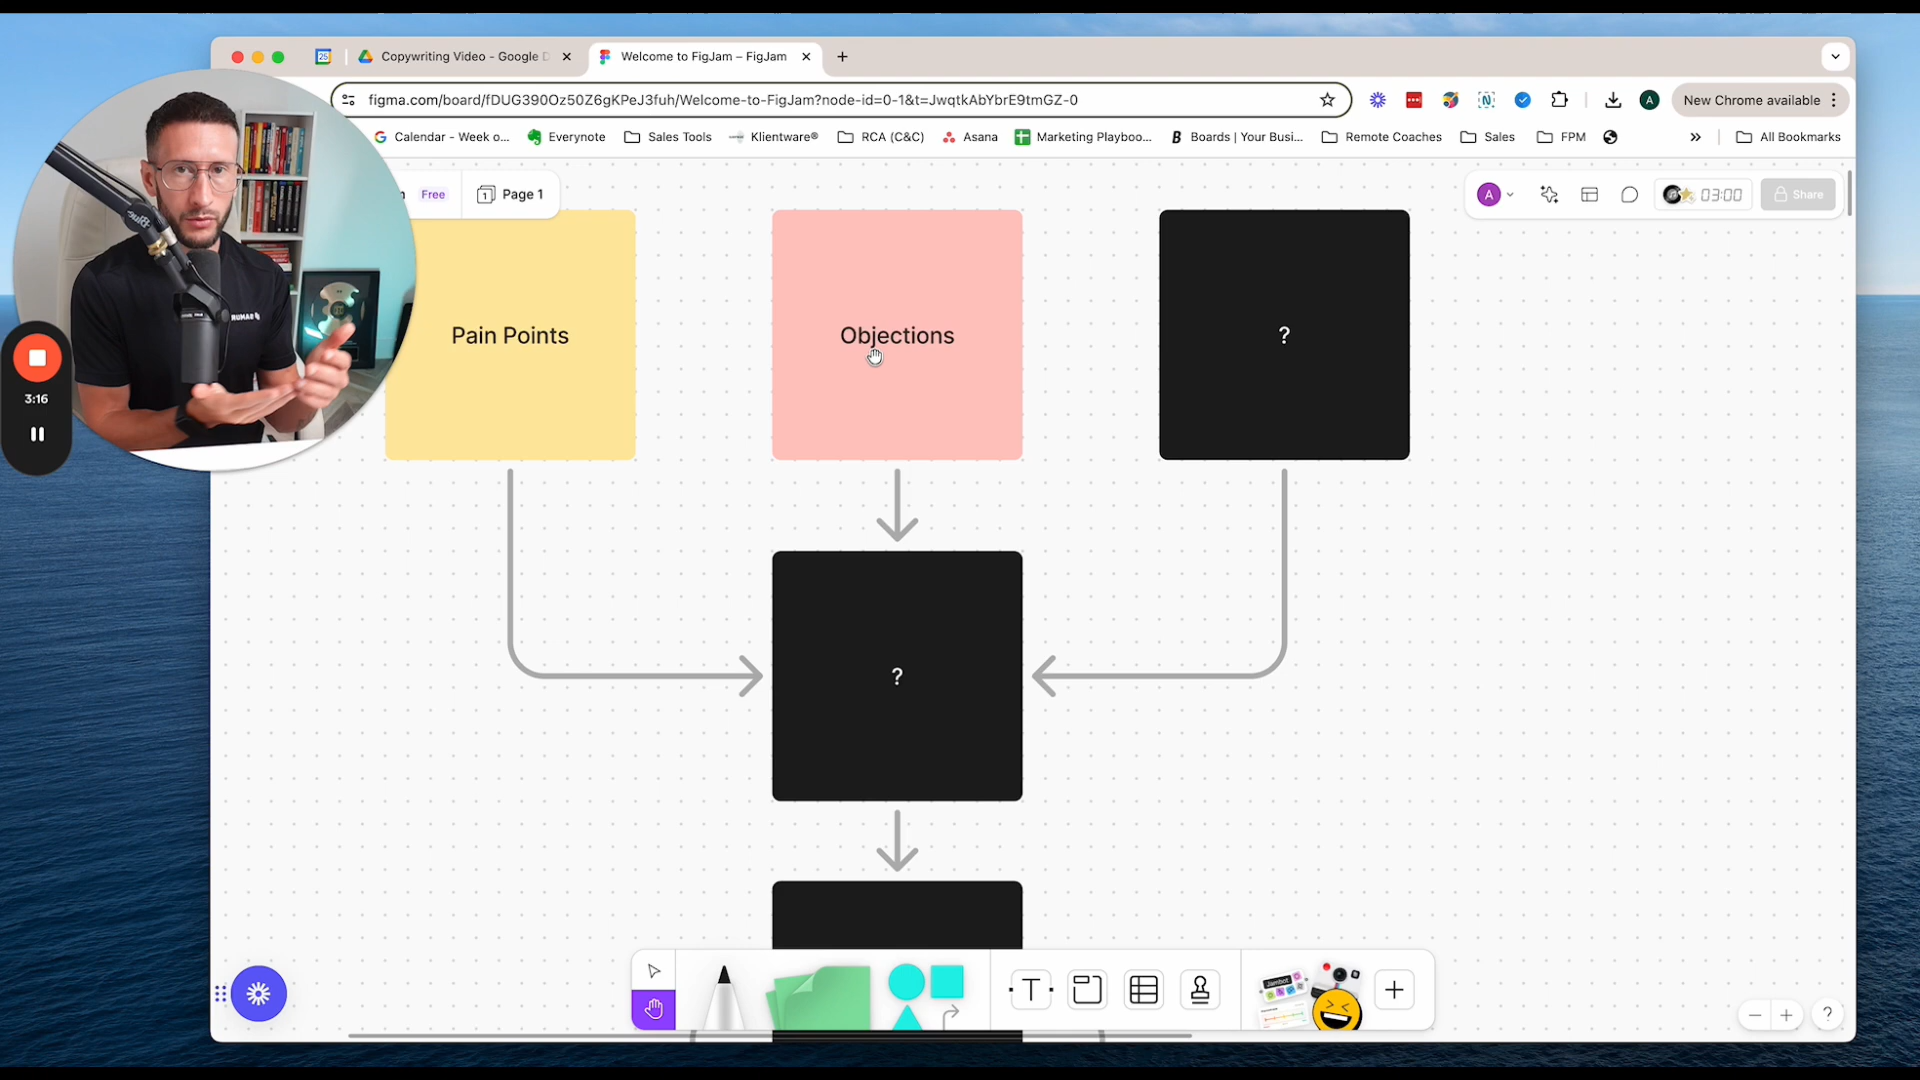 25
Copywriting Video - Google D
Welcome to FigJam – FigJam
figma.com/board/fDUG390Oz50Z6gKPeJ3fuh/Welcome-to-FigJam?node-id=0-1&t=JwqtkAbYbrE9tmGZ-0
A
New Chrome available
Calendar - Week o...
Everynote
Sales Tools
Klientware®
RCA (C&C)
Asana
Marketing Playboo...
B
Boards | Your Busi...
Remote Coaches
Sales
FPM
»
All Bookmarks
n
Free
1
Page 1
A
03:00
Share
Pain Points
Objections
?
3:16
?
T
?